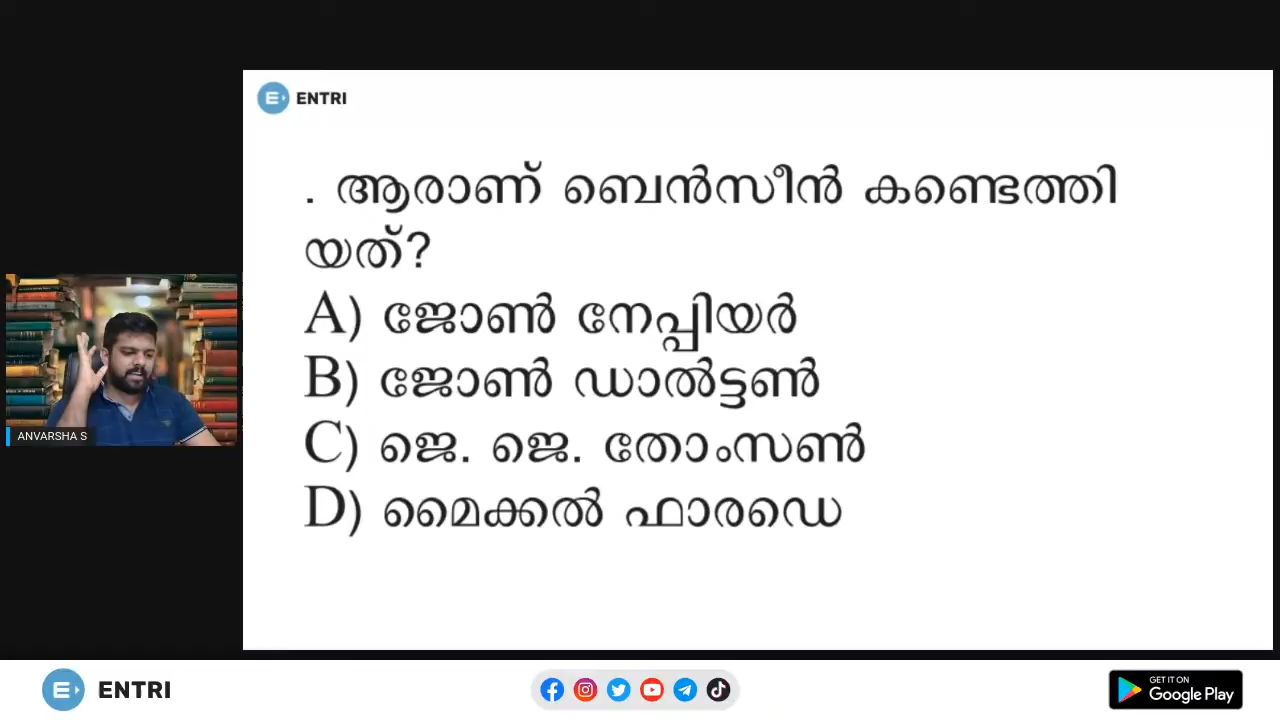 ENTRI
. ആരാണ് ബെൻസീൻ കണ്ടെത്തി
യത്?
A) ജോൺ നേപ്പിയർ
B) ജോൺ ഡാൽട്ടൺ
C) ജെ. ജെ. തോംസൺ
D) മൈക്കൽ ഫാരഡെ
ANVARSHA S
ENTRI
GET IT ON
Google Play